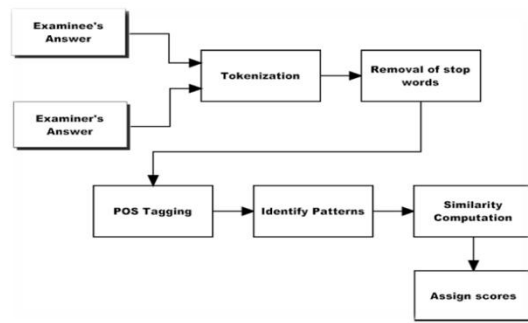 Examinee's
Answer
Tokenization
Removal of stop
words
Examiner's
Answer
POS Tagging
Identify Patterns
Similarity
Computation
Assign scores